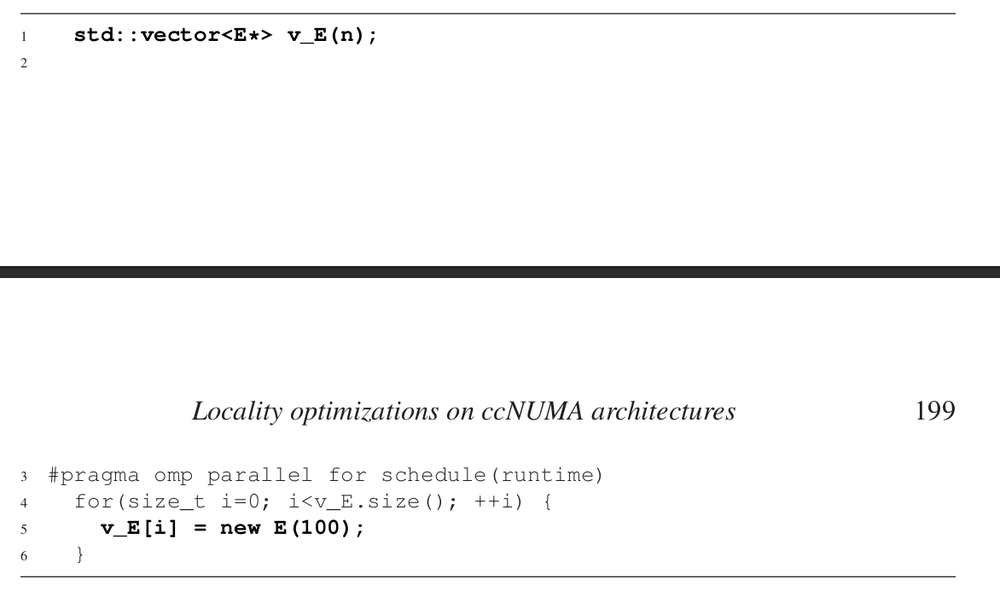 1 std::vector<E*> v_E(n);
2
Locality optimizations on ccNUMA architectures 199
3 #pragma omp parallel for schedule(runtime)
4 for(size_t i=0; i<v_E.size(); ++i) {
5 v_E[i] = new E(100);
6 }